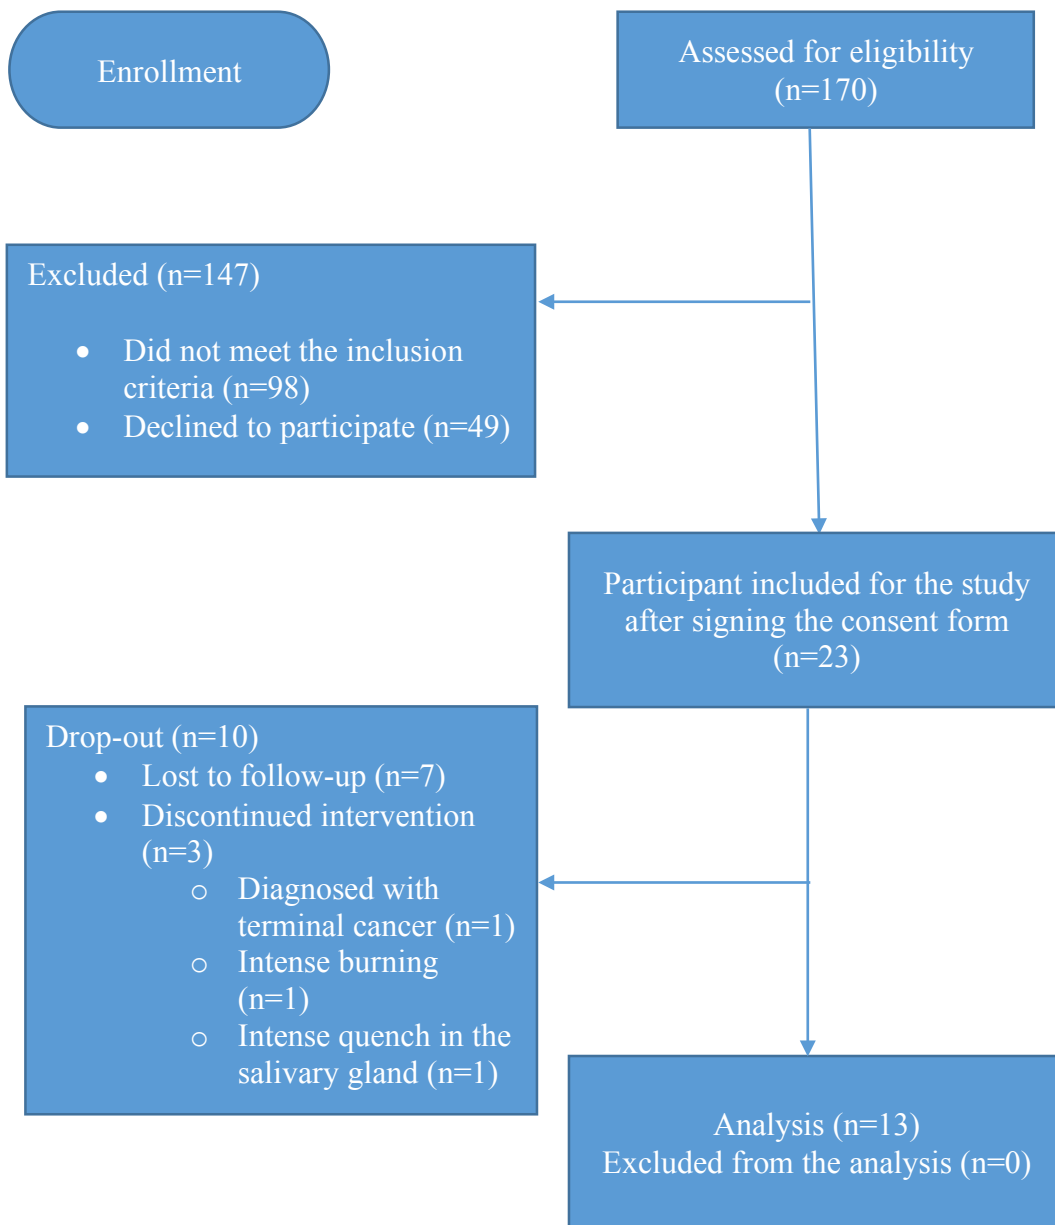 Enrollment
Assessed for eligibility
(n=170)
Excluded (n=147)
• Did not meet the inclusion
criteria (n=98)
• Declined to participate (n=49)
Participant included for the study
after signing the consent form
(n=23)
Drop-out (n=10)
• Lost to follow-up (n=7)
• Discontinued intervention
(n=3)
o Diagnosed with
terminal cancer (n=1)
o Intense burning
(n=1)
o Intense quench in the
salivary gland (n=1)
Analysis (n=13)
Excluded from the analysis (n=0)